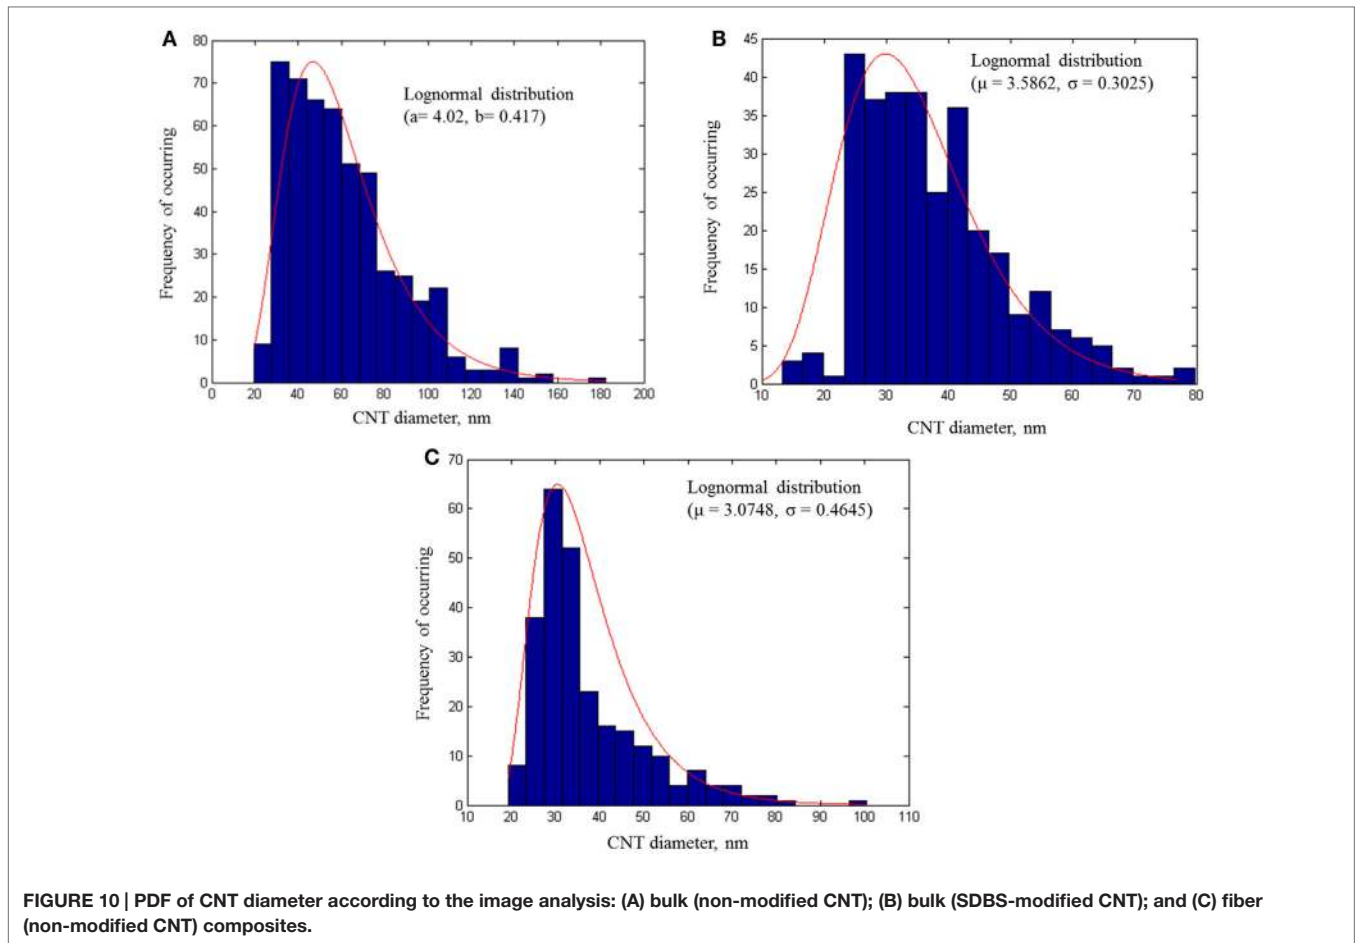 A
80
70
60
50
40
30
20
10
0
Frequency of occurring
Lognormal distribution
(a= 4.02, b= 0.417)
0 20 40 60 80 100 120 140 160 180 200
CNT diameter, nm
B
45
40
35
30
25
20
15
10
5
0
Frequency of occurring
Lognormal distribution
(μ = 3.5862, σ = 0.3025)
10 20 30 40 50 60 70 80
CNT diameter, nm
C
70
60
50
40
30
20
10
0
Frequency of occurring
Lognormal distribution
(μ = 3.0748, σ = 0.4645)
10 20 30 40 50 60 70 80 90 100 110
CNT diameter, nm
FIGURE 10 | PDF of CNT diameter according to the image analysis: (A) bulk (non-modified CNT); (B) bulk (SDBS-modified CNT); and (C) fiber
(non-modified CNT) composites.